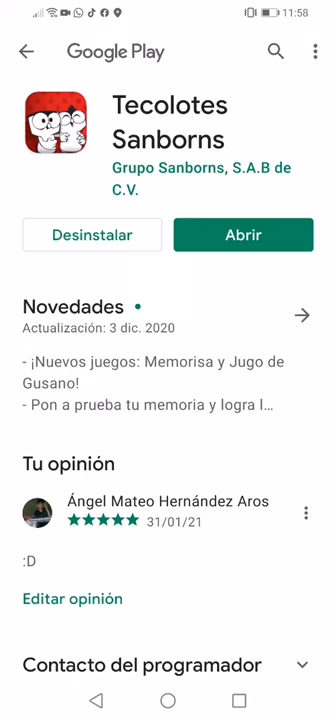 11:58
Google Play
Tecolotes
Sanborns
Grupo Sanborns, S.A.B de
C.V.
Desinstalar
Abrir
Novedades
Actualización: 3 dic. 2020
- ¡Nuevos juegos: Memorisa y Jugo de
Gusano!
- Pon a prueba tu memoria y logra l…
Tu opinión
Ángel Mateo Hernández Aros
31/01/21
:D
Editar opinión
Contacto del programador